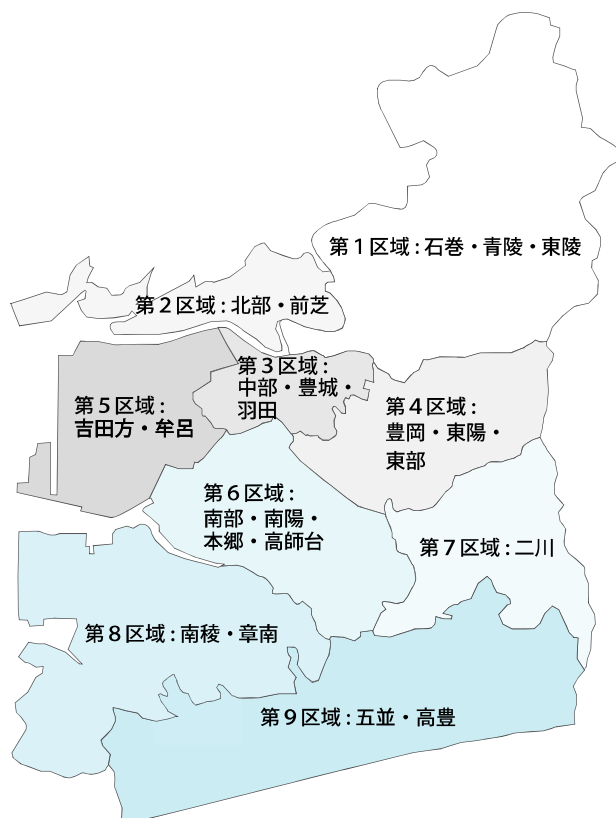 第1区域:石巻・青陵・東陵
第2区域:北部・前芝
第3区域:
中部・豊城・
羽田
第4区域:
豊岡・東陽・
東部
第5区域:
吉田方・牟呂
第6区域:
南部・南陽・
本郷・高師台
第7区域:二川
第8区域:南稜・章南
第9区域:五並・高豊